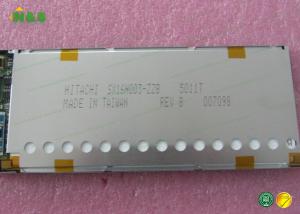 N&S
HITACHI SX16H003-ZZB 5011T
MADE IN TAIWAN REV B 007098